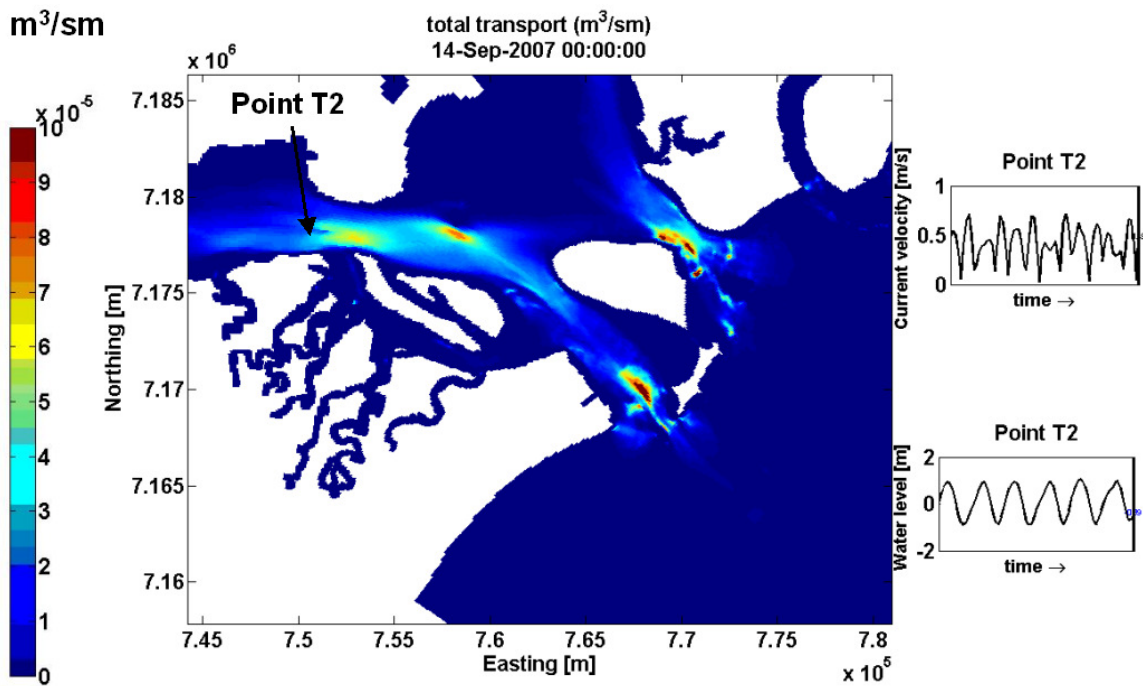 m³/sm
total transport (m³/sm)
14-Sep-2007 00:00:00
x 10⁶
x 10⁻⁵
Point T2
10
9
8
7
6
5
4
3
2
1
0
7.185
7.18
7.175
7.17
7.165
7.16
Northing [m]
7.45
7.5
7.55
7.6
7.65
7.7
7.75
7.8
Easting [m]
x 10⁵
Point T2
Current velocity [m/s]
1
0.5
0
time →
Point T2
Water level [m]
2
0
-2
time →